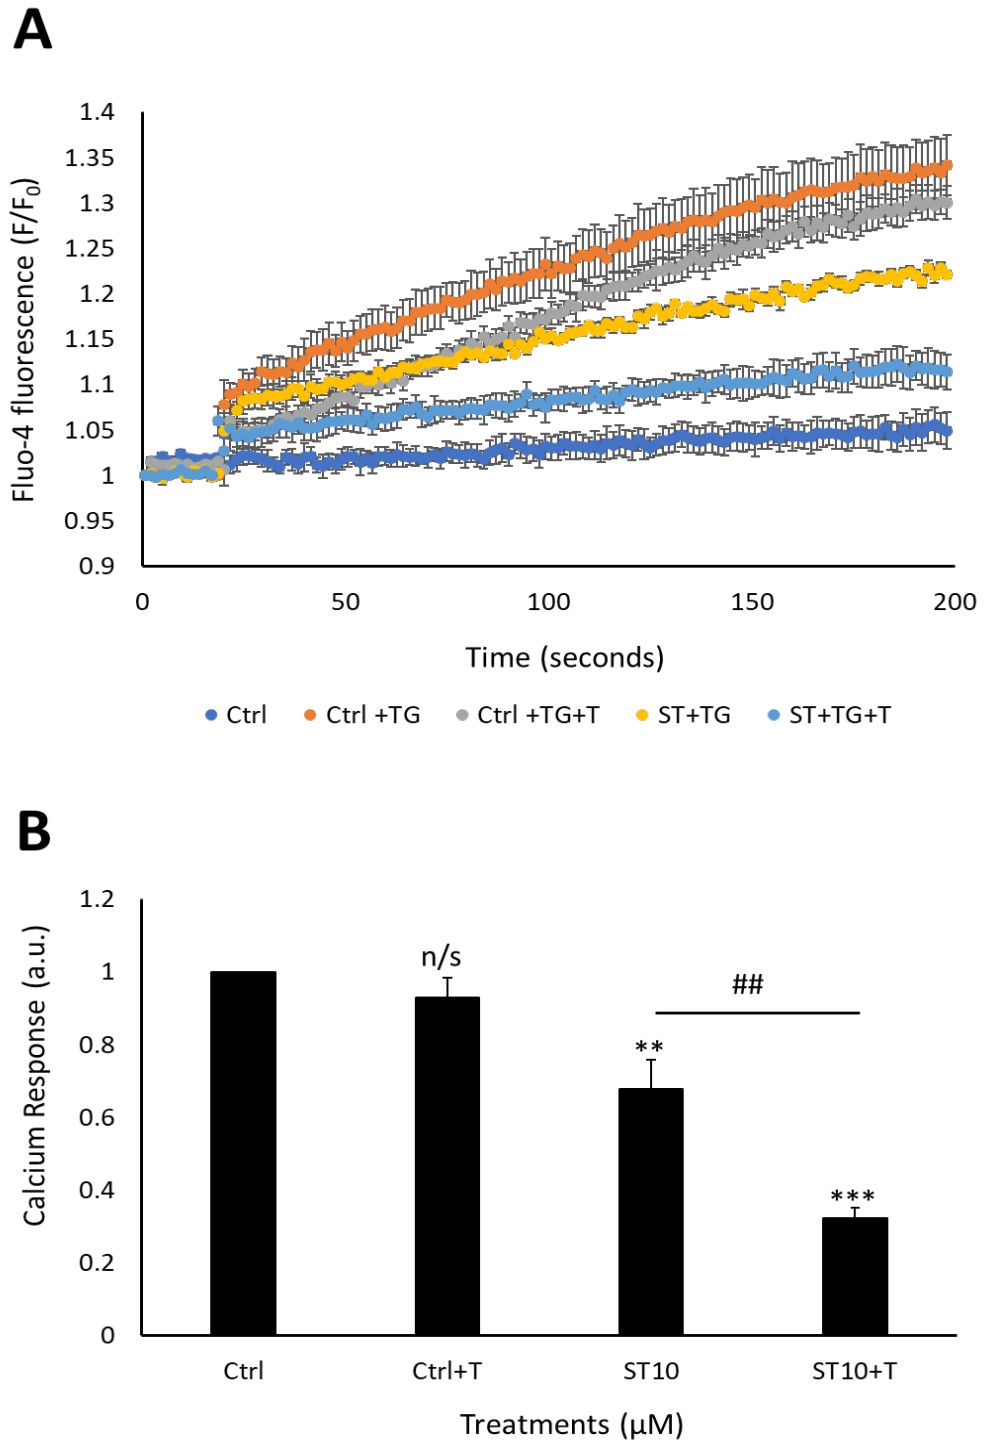 A
1.4
1.35
1.3
1.25
1.2
1.15
1.1
1.05
1
0.95
0.9
Fluo-4 fluorescence (F/F₀)
0 50 100 150 200
Time (seconds)
Ctrl Ctrl +TG Ctrl +TG+T ST+TG ST+TG+T
B
1.2
1
0.8
0.6
0.4
0.2
0
Calcium Response (a.u.)
n/s
##
**
***
Ctrl Ctrl+T ST10 ST10+T
Treatments (µM)